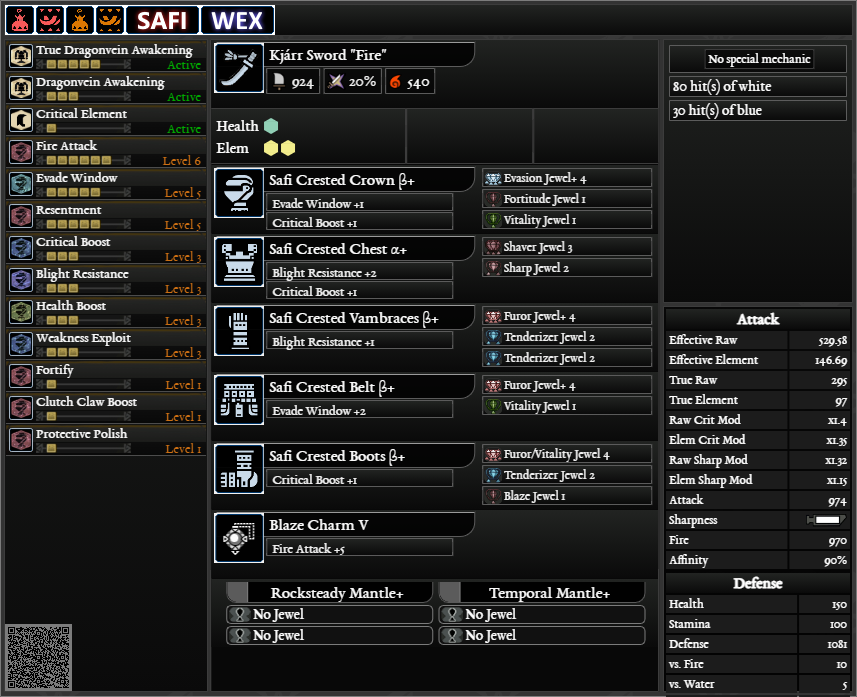 SAFI WEX
True Dragonvein Awakening
Active
Dragonvein Awakening
Active
Critical Element
Active
Fire Attack
Level 6
Evade Window
Level 5
Resentment
Level 5
Critical Boost
Level 3
Blight Resistance
Level 3
Health Boost
Level 3
Weakness Exploit
Level 3
Fortify
Level 1
Clutch Claw Boost
Level 1
Protective Polish
Level 1
Kjárr Sword "Fire"
924 20% 540
Health
Elem
Safi Crested Crown β+
Evade Window +1
Critical Boost +1
Evasion Jewel+ 4
Fortitude Jewel 1
Vitality Jewel 1
Safi Crested Chest α+
Blight Resistance +2
Critical Boost +1
Shaver Jewel 3
Sharp Jewel 2
Safi Crested Vambraces β+
Blight Resistance +1
Furor Jewel+ 4
Tenderizer Jewel 2
Tenderizer Jewel 2
Safi Crested Belt β+
Evade Window +2
Furor Jewel+ 4
Vitality Jewel 1
Safi Crested Boots β+
Critical Boost +1
Furor/Vitality Jewel 4
Tenderizer Jewel 2
Blaze Jewel 1
Blaze Charm V
Fire Attack +5
Rocksteady Mantle+
No Jewel
No Jewel
Temporal Mantle+
No Jewel
No Jewel
No special mechanic
80 hit(s) of white
30 hit(s) of blue
Attack
Effective Raw 529.58
Effective Element 146.69
True Raw 295
True Element 97
Raw Crit Mod x1.4
Elem Crit Mod x1.35
Raw Sharp Mod x1.32
Elem Sharp Mod x1.15
Attack 974
Sharpness
Fire 970
Affinity 90%
Defense
Health 150
Stamina 100
Defense 1081
vs. Fire 10
vs. Water 5